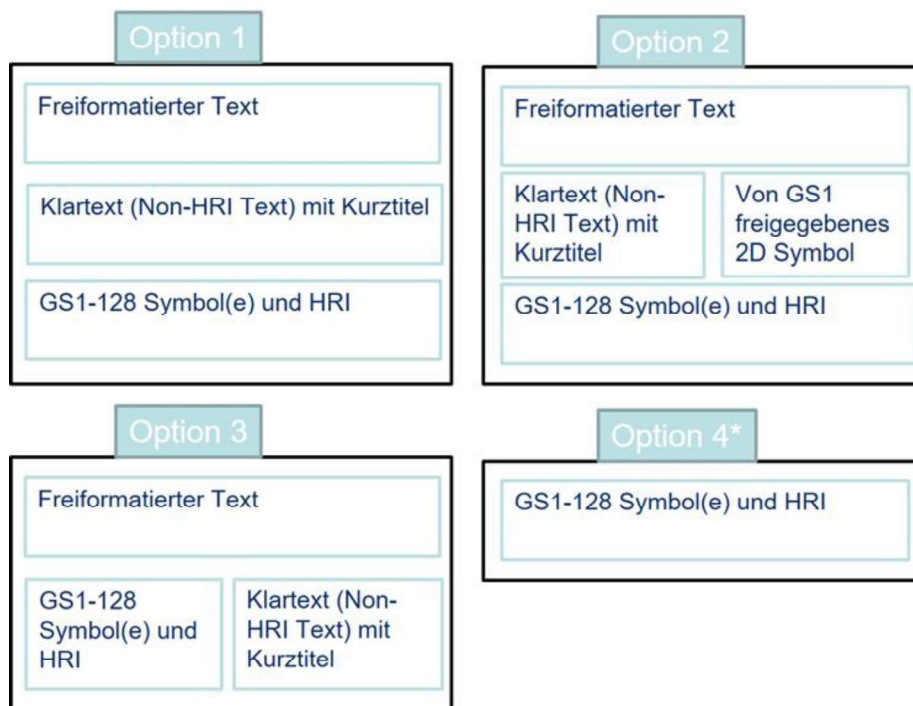 Option 1
Freiformatierter Text
Klartext (Non-HRI Text) mit Kurztitel
GS1-128 Symbol(e) und HRI
Option 2
Freiformatierter Text
Klartext (Non-
HRI Text) mit
Kurztitel
Von GS1
freigegebenes
2D Symbol
GS1-128 Symbol(e) und HRI
Option 3
Freiformatierter Text
GS1-128
Symbol(e) und
HRI
Klartext (Non-
HRI Text) mit
Kurztitel
Option 4*
GS1-128 Symbol(e) und HRI